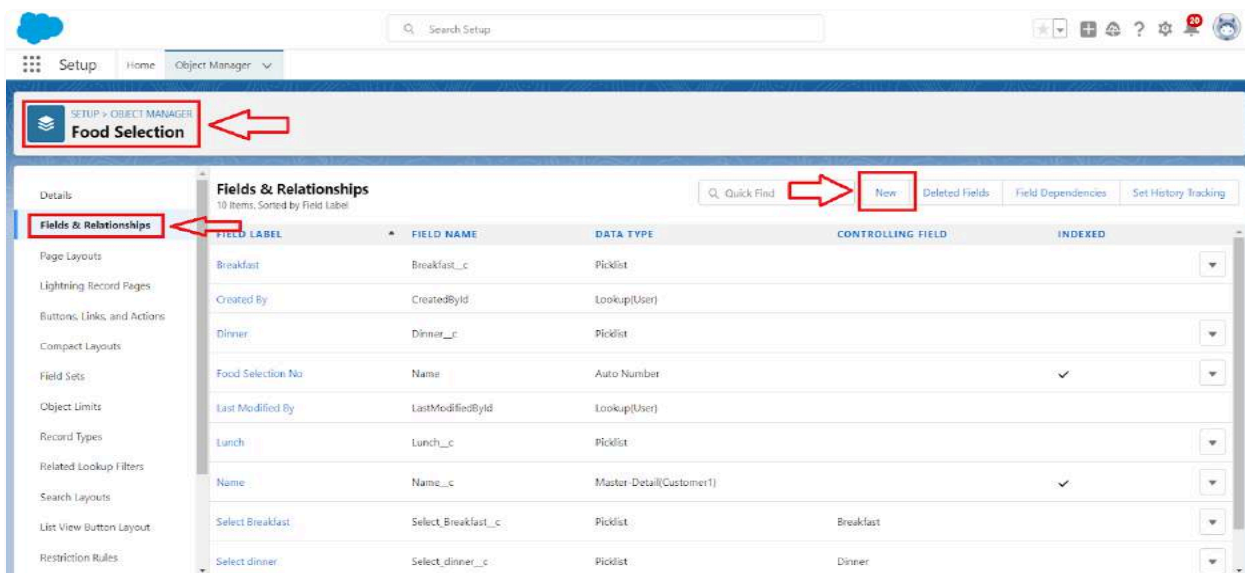 Search Setup
20
Setup Home Object Manager
SETUP > OBJECT MANAGER
Food Selection
Details
Fields & Relationships
Page Layouts
Lightning Record Pages
Buttons, Links, and Actions
Compact Layouts
Field Sets
Object Limits
Record Types
Related Lookup Filters
Search Layouts
List View Button Layout
Restriction Rules
Fields & Relationships
10 Items, Sorted by Field Label
Quick Find New Deleted Fields Field Dependencies Set History Tracking
FIELD LABEL FIELD NAME DATA TYPE CONTROLLING FIELD INDEXED
Breakfast Breakfast__c Picklist
Created By CreatedById Lookup(User)
Dinner Dinner__c Picklist
Food Selection No Name Auto Number
Last Modified By LastModifiedById Lookup(User)
Lunch Lunch__c Picklist
Name Name__c Master-Detail(Customer1)
Select Breakfast Select_Breakfast__c Picklist Breakfast
Select dinner Select_dinner__c Picklist Dinner